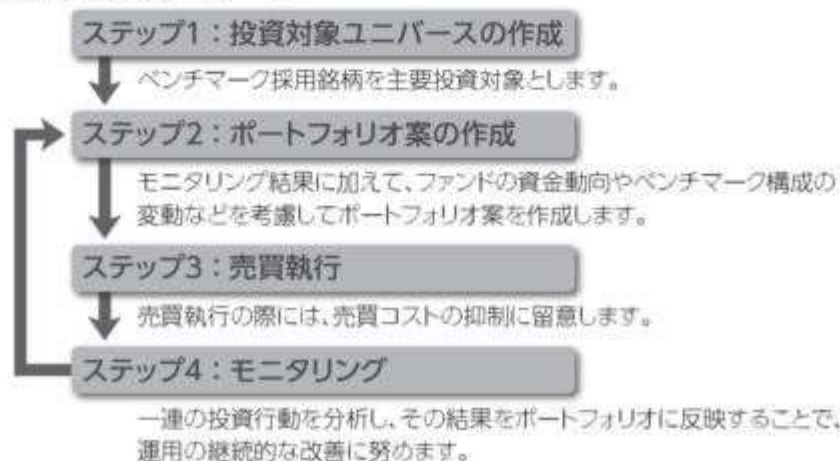 ステップ1：投資対象ユニバースの作成
ベンチマーク採用銘柄を主要投資対象とします。
ステップ2：ポートフォリオ案の作成
モニタリング結果に加えて、ファンドの資金動向やベンチマーク構成の
変動などを考慮してポートフォリオ案を作成します。
ステップ3：売買執行
売買執行の際には、売買コストの抑制に留意します。
ステップ4：モニタリング
一連の投資行動を分析し、その結果をポートフォリオに反映することで、
運用の継続的な改善に努めます。